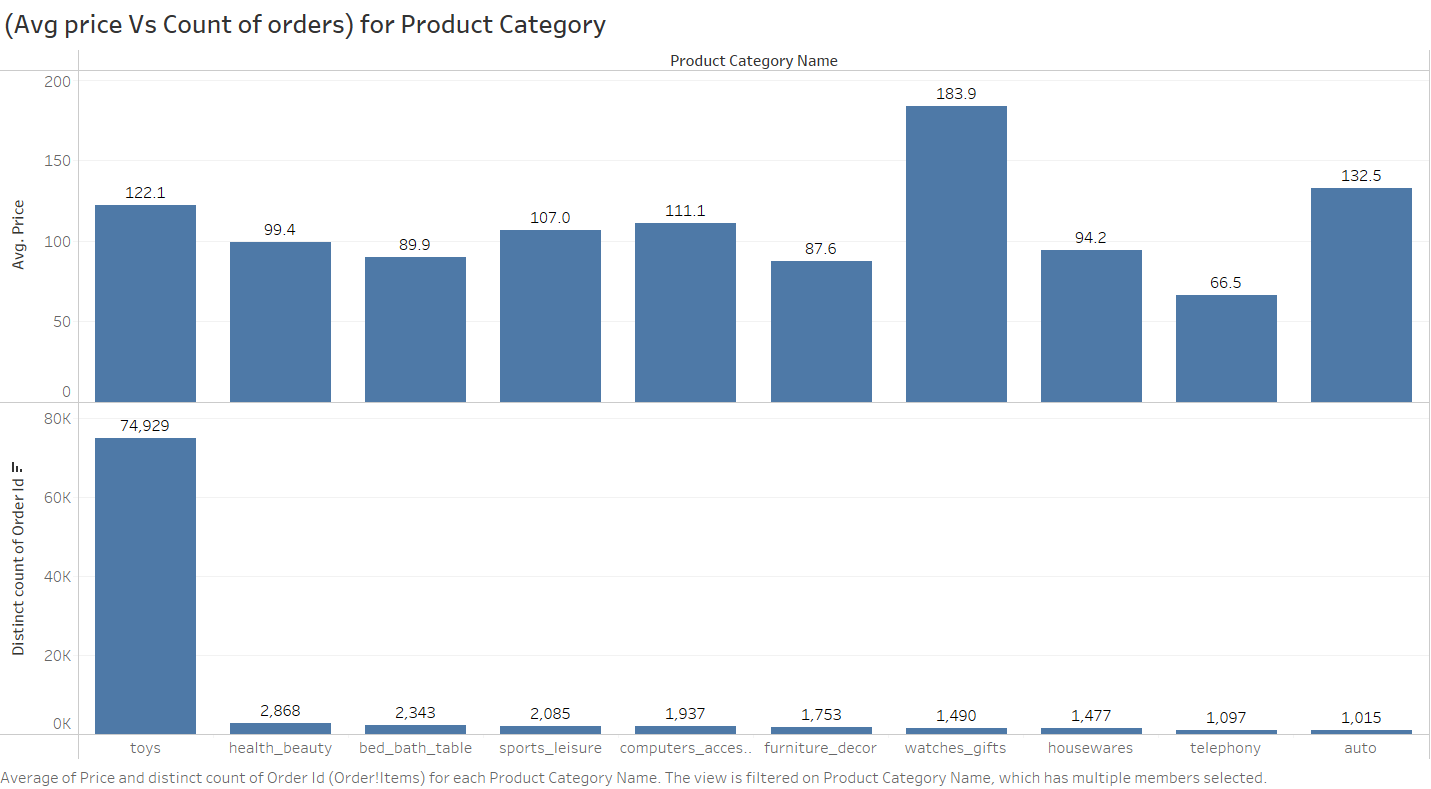 (Avg price Vs Count of orders) for Product Category
Product Category Name
Avg. Price
200
150
100
50
0
122.1
99.4
89.9
107.0
111.1
87.6
183.9
94.2
66.5
132.5
Distinct count of Order Id
80K
60K
40K
20K
0K
74,929
2,868
2,343
2,085
1,937
1,753
1,490
1,477
1,097
1,015
toys
health_beauty
bed_bath_table
sports_leisure
computers_acces..
furniture_decor
watches_gifts
housewares
telephony
auto
Average of Price and distinct count of Order Id (Order!Items) for each Product Category Name. The view is filtered on Product Category Name, which has multiple members selected.